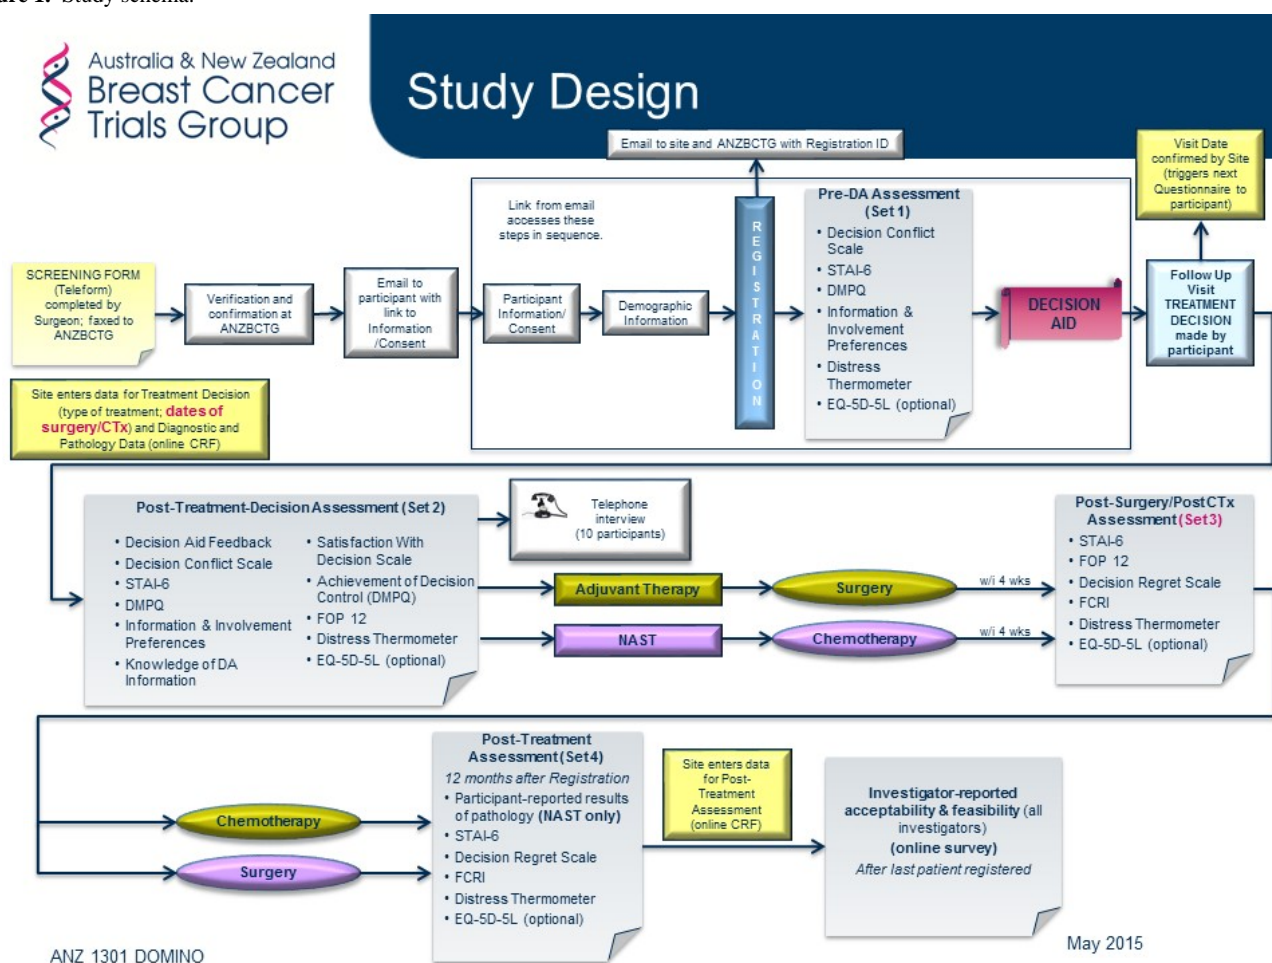 Figure 1. Study schema.
Australia & New Zealand
Breast Cancer
Trials Group
Study Design
Email to site and ANZBCTG with Registration ID
Visit Date
confirmed by Site
(triggers next
Questionnaire to
participant)
Link from email
accesses these
steps in sequence.
SCREENING FORM
(Teleform)
completed by
Surgeon; faxed to
ANZBCTG
Verification and
confirmation at
ANZBCTG
Email to
participant with
link to
Information
/Consent
Participant
Information/
Consent
Demographic
Information
REGISTRATION
Pre-DA Assessment
(Set 1)
• Decision Conflict
Scale
• STAI-6
• DMPQ
• Information &
Involvement
Preferences
• Distress
Thermometer
• EQ-5D-5L (optional)
DECISION
AID
Follow Up
Visit
TREATMENT
DECISION
made by
participant
Site enters data for Treatment Decision
(type of treatment; dates of
surgery/CTx) and Diagnostic and
Pathology Data (online CRF)
Post-Treatment-Decision Assessment (Set 2)
• Decision Aid Feedback
• Decision Conflict Scale
• STAI-6
• DMPQ
• Information & Involvement
Preferences
• Knowledge of DA
Information
• Satisfaction With
Decision Scale
• Achievement of Decision
Control (DMPQ)
• FOP 12
• Distress Thermometer
• EQ-5D-5L (optional)
Telephone
interview
(10 participants)
Adjuvant Therapy
Surgery
w/i 4 wks
NAST
Chemotherapy
w/i 4 wks
Post-Surgery/PostCTx
Assessment (Set3)
• STAI-6
• FOP 12
• Decision Regret Scale
• FCRI
• Distress Thermometer
• EQ-5D-5L (optional)
Chemotherapy
Surgery
Post-Treatment
Assessment (Set4)
12 months after Registration
• Participant-reported results
of pathology (NAST only)
• STAI-6
• Decision Regret Scale
• FCRI
• Distress Thermometer
• EQ-5D-5L (optional)
Site enters data
for Post-
Treatment
Assessment
(online CRF)
Investigator-reported
acceptability & feasibility (all
investigators)
(online survey)
After last patient registered
ANZ 1301 DOMINO
May 2015